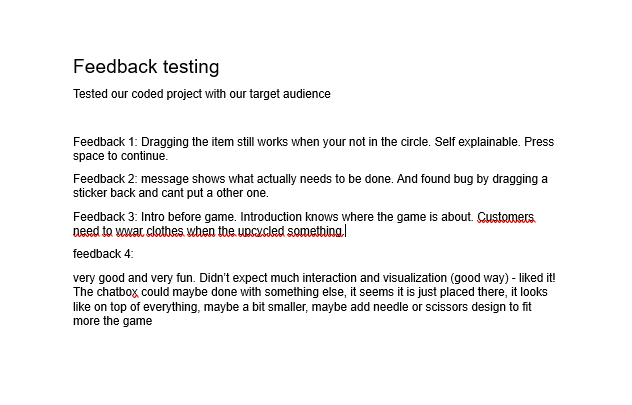 Feedback testing
Tested our coded project with our target audience
Feedback 1: Dragging the item still works when your not in the circle. Self explainable. Press
space to continue.
Feedback 2: message shows what actually needs to be done. And found bug by dragging a
sticker back and cant put a other one.
Feedback 3: Intro before game. Introduction knows where the game is about. Customers
need to wwar clothes when the upcycled something.
feedback 4:
very good and very fun. Didn't expect much interaction and visualization (good way) - liked it!
The chatbox could maybe done with something else, it seems it is just placed there, it looks
like on top of everything, maybe a bit smaller, maybe add needle or scissors design to fit
more the game